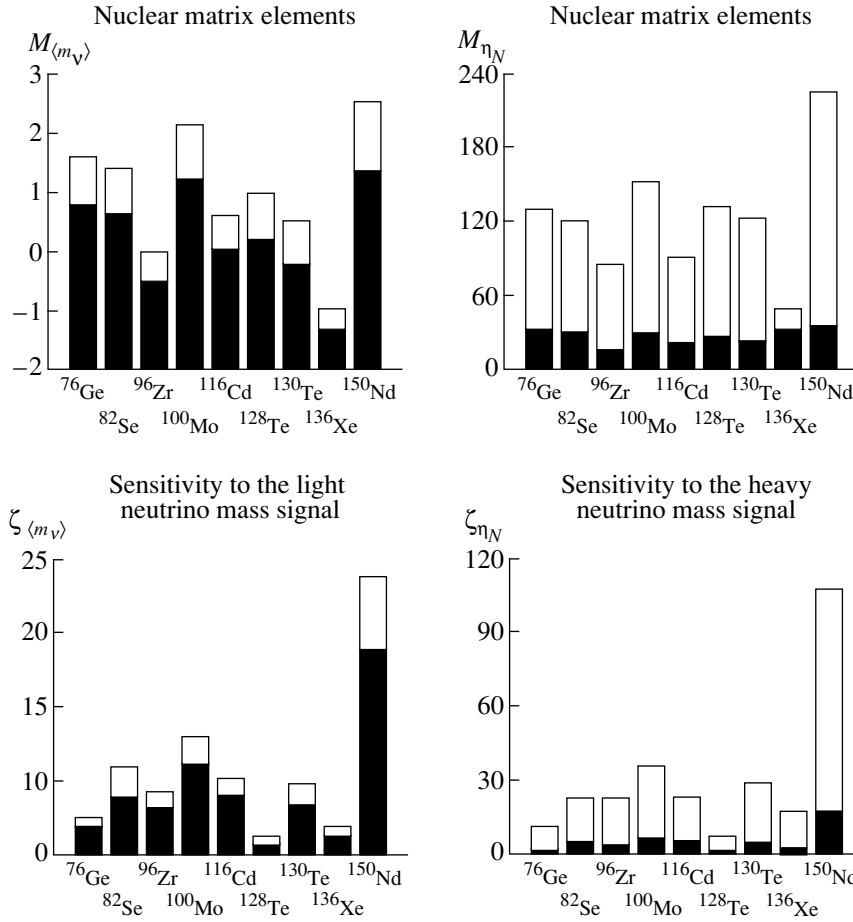 Nuclear matrix elements
M⟨mν⟩
3
2
1
0
−1
−2
⁷⁶Ge ⁹⁶Zr ¹¹⁶Cd ¹³⁰Te ¹⁵⁰Nd
⁸²Se ¹⁰⁰Mo ¹²⁸Te ¹³⁶Xe
Nuclear matrix elements
MηN
240
180
120
60
0
⁷⁶Ge ⁹⁶Zr ¹¹⁶Cd ¹³⁰Te ¹⁵⁰Nd
⁸²Se ¹⁰⁰Mo ¹²⁸Te ¹³⁶Xe
Sensitivity to the light
neutrino mass signal
ζ⟨mν⟩
25
20
15
10
0
⁷⁶Ge ⁹⁶Zr ¹¹⁶Cd ¹³⁰Te ¹⁵⁰Nd
⁸²Se ¹⁰⁰Mo ¹²⁸Te ¹³⁶Xe
Sensitivity to the heavy
neutrino mass signal
ζηN
120
90
60
30
0
⁷⁶Ge ⁹⁶Zr ¹¹⁶Cd ¹³⁰Te ¹⁵⁰Nd
⁸²Se ¹⁰⁰Mo ¹²⁸Te ¹³⁶Xe